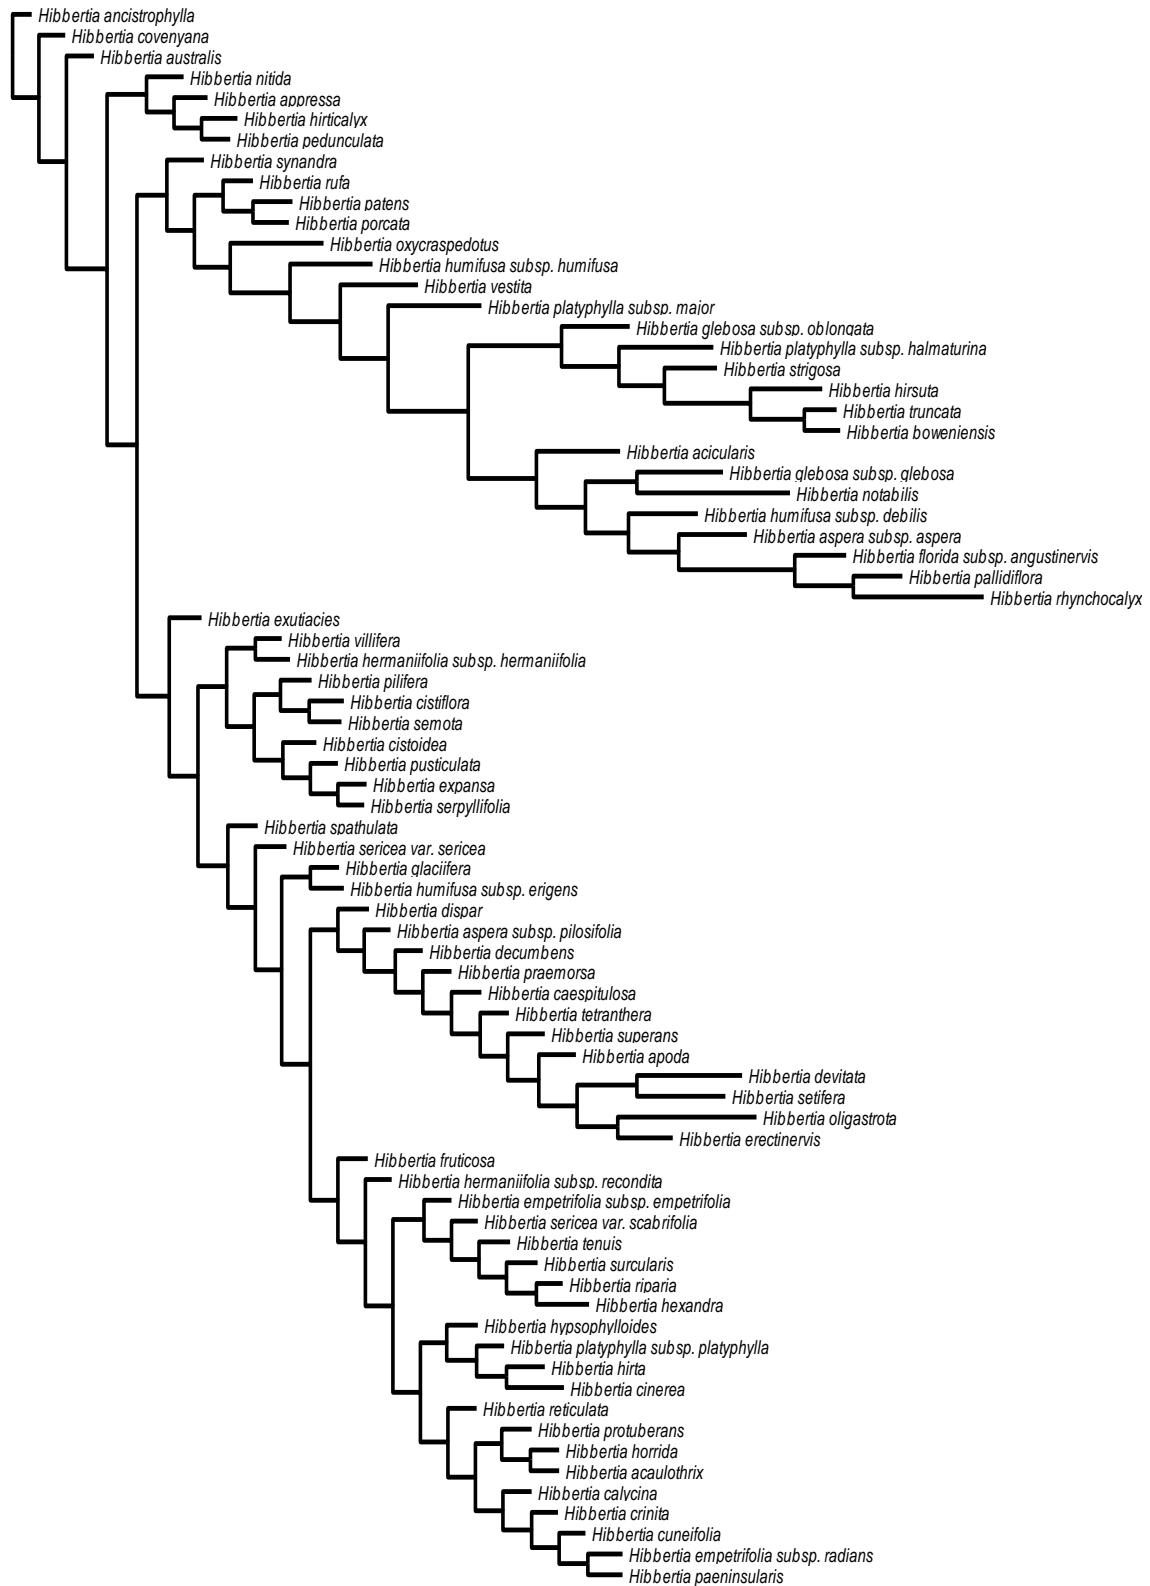 Hibbertia ancistrophylla
Hibbertia covenyana
Hibbertia australis
Hibbertia nitida
Hibbertia appressa
Hibbertia hirticalyx
Hibbertia pedunculata
Hibbertia synandra
Hibbertia rufa
Hibbertia patens
Hibbertia porcata
Hibbertia oxycraspedotus
Hibbertia humifusa subsp. humifusa
Hibbertia vestita
Hibbertia platyphylla subsp. major
Hibbertia glebosa subsp. oblongata
Hibbertia platyphylla subsp. halmaturina
Hibbertia strigosa
Hibbertia hirsuta
Hibbertia truncata
Hibbertia boweniensis
Hibbertia acicularis
Hibbertia glebosa subsp. glebosa
Hibbertia notabilis
Hibbertia humifusa subsp. debilis
Hibbertia aspera subsp. aspera
Hibbertia florida subsp. angustinervis
Hibbertia pallidiflora
Hibbertia rhynchocalyx
Hibbertia exutiacies
Hibbertia villifera
Hibbertia hermaniifolia subsp. hermaniifolia
Hibbertia pilifera
Hibbertia cistiflora
Hibbertia semota
Hibbertia cistoidea
Hibbertia pusticulata
Hibbertia expansa
Hibbertia serpyllifolia
Hibbertia spathulata
Hibbertia sericea var. sericea
Hibbertia glaciifera
Hibbertia humifusa subsp. erigens
Hibbertia dispar
Hibbertia aspera subsp. pilosifolia
Hibbertia decumbens
Hibbertia praemorsa
Hibbertia caespitulosa
Hibbertia tetranthera
Hibbertia superans
Hibbertia apoda
Hibbertia devitata
Hibbertia setifera
Hibbertia oligastrota
Hibbertia erectinervis
Hibbertia fruticosa
Hibbertia hermaniifolia subsp. recondita
Hibbertia empetrifolia subsp. empetrifolia
Hibbertia sericea var. scabrifolia
Hibbertia tenuis
Hibbertia surcularis
Hibbertia riparia
Hibbertia hexandra
Hibbertia hypsophylloides
Hibbertia platyphylla subsp. platyphylla
Hibbertia hirta
Hibbertia cinerea
Hibbertia reticulata
Hibbertia protuberans
Hibbertia horrida
Hibbertia acaulothrix
Hibbertia calycina
Hibbertia crinita
Hibbertia cuneifolia
Hibbertia empetrifolia subsp. radians
Hibbertia paeninsularis